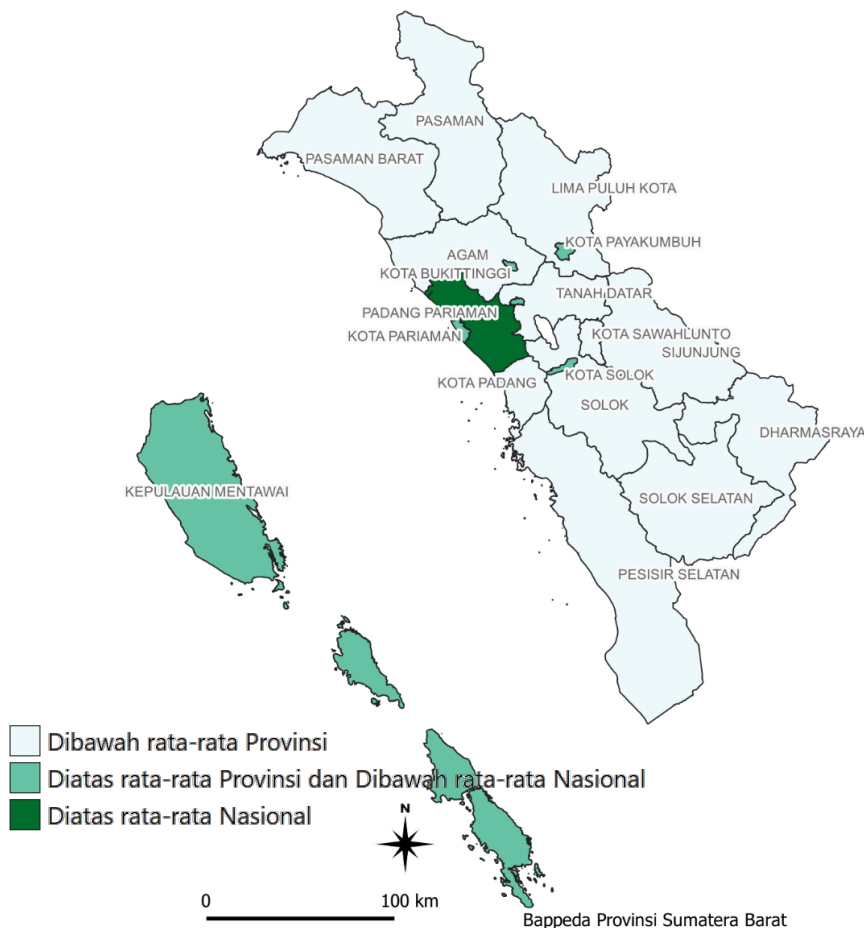 PASAMAN
PASAMAN BARAT
LIMA PULUH KOTA
KOTA PAYAKUMBUH
AGAM
KOTA BUKITTINGGI
TANAH DATAR
PADANG PARIAMAN
KOTA PARIAMAN
KOTA SAWAHLUNTO
SIJUNJUNG
KOTA PADANG
KOTA SOLOK
SOLOK
DHARMASRAYA
KEPULAUAN MENTAWAI
SOLOK SELATAN
PESISIR SELATAN
Dibawah rata-rata Provinsi
Diatas rata-rata Provinsi dan Dibawah rata-rata Nasional
Diatas rata-rata Nasional
N
0 100 km
Bappeda Provinsi Sumatera Barat